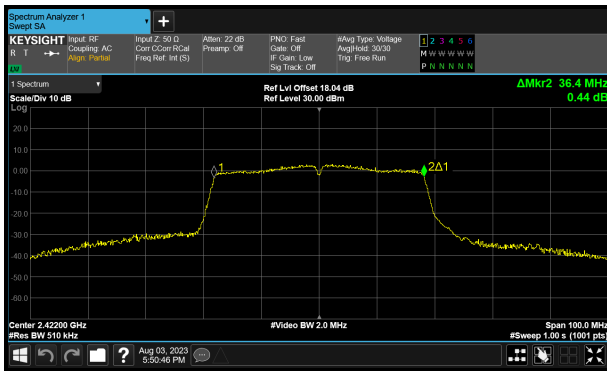 Spectrum Analyzer 1
Swept SA
KEYSIGHT
R T
Input: RF
Coupling: AC
Align: Partial
Input Z: 50 Ω
Corr CCorr RCal
Freq Ref: Int (S)
Atten: 22 dB
Preamp: Off
PNO: Fast
Gate: Off
IF Gain: Low
Sig Track: Off
#Avg Type: Voltage
Avg|Hold: 30/30
Trig: Free Run
1 2 3 4 5 6
M W W W W W
P N N N N N
1 Spectrum
Scale/Div 10 dB
Log
Ref Lvl Offset 18.04 dB
Ref Level 30.00 dBm
ΔMkr2 36.4 MHz
0.44 dB
20.0
10.0
0.00
-10.0
-20.0
-30.0
-40.0
-50.0
-60.0
1
2Δ1
Center 2.42200 GHz
#Res BW 510 kHz
#Video BW 2.0 MHz
Span 100.0 MHz
#Sweep 1.00 s (1001 pts)
?
Aug 03, 2023
5:50:46 PM